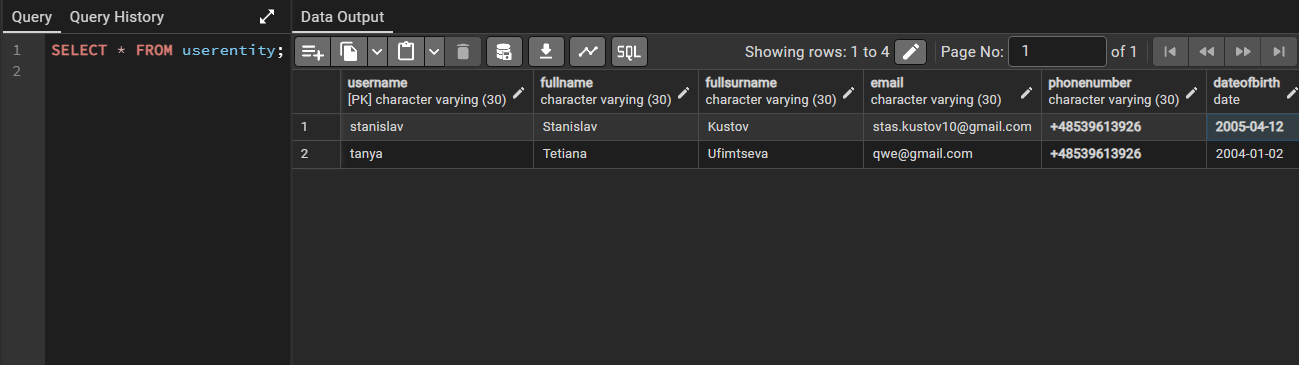 Query Query History Data Output
1 SELECT * FROM userentity;
2
SQL Showing rows: 1 to 4 Page No: 1 of 1
username fullname fullsurname email phonenumber dateofbirth
[PK] character varying (30) character varying (30) character varying (30) character varying (30) character varying (30) date
1 stanislav Stanislav Kustov stas.kustov10@gmail.com +48539613926 2005-04-12
2 tanya Tetiana Ufimtseva qwe@gmail.com +48539613926 2004-01-02